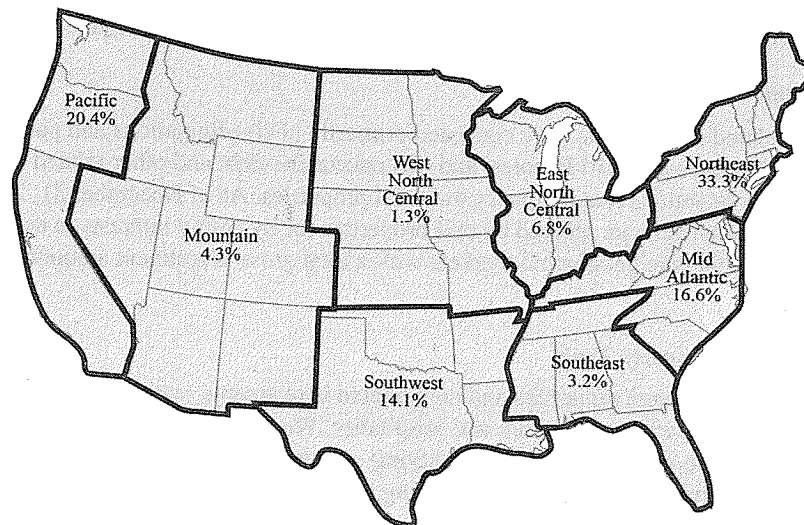 Pacific
20.4%
Mountain
4.3%
West
North
Central
1.3%
East
North
Central
6.8%
Northeast
33.3%
Mid
Atlantic
16.6%
Southwest
14.1%
Southeast
3.2%